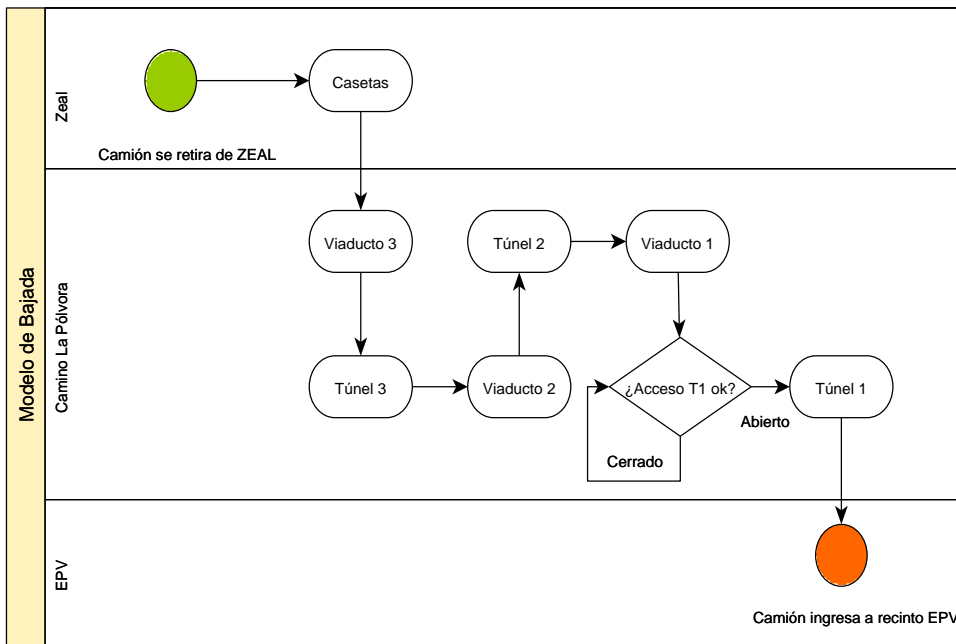 Modelo de Bajada
Zeal
Casetas
Camión se retira de ZEAL
Camino La Pólvora
Viaducto 3
Túnel 2
Viaducto 1
Túnel 3
Viaducto 2
¿Acceso T1 ok?
Túnel 1
Abierto
Cerrado
EPV
Camión ingresa a recinto EPV